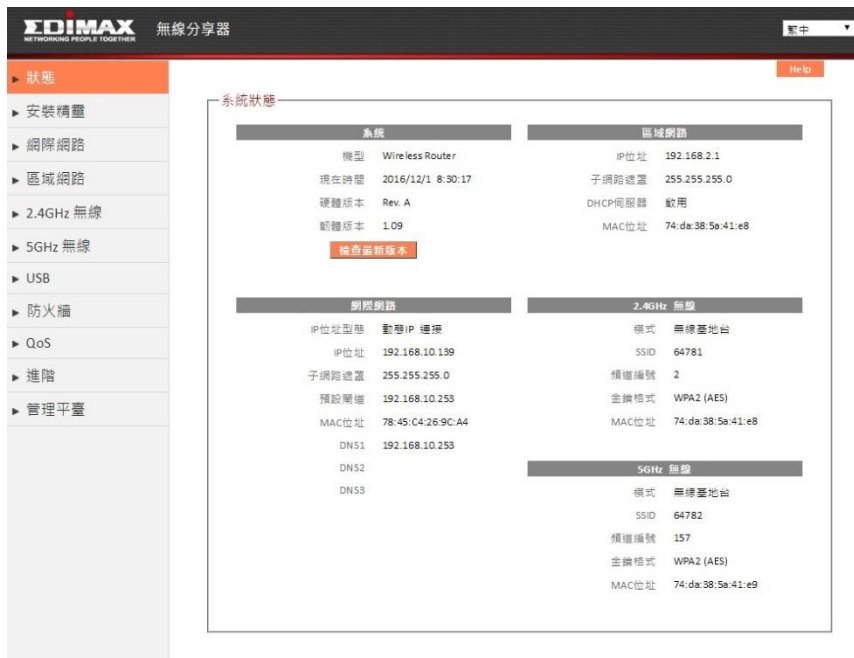 EDIMAX
NETWORKING PEOPLE TOGETHER
無線分享器
繁中
Help
狀態
安裝精靈
網際網路
區域網路
2.4GHz 無線
5GHz 無線
USB
防火牆
QoS
進階
管理平臺
系統狀態
系統
機型 Wireless Router
現在時間 2016/12/1 8:30:17
硬體版本 Rev. A
韌體版本 1.09
檢查最新版本
區域網路
IP位址 192.168.2.1
子網路遮罩 255.255.255.0
DHCP伺服器 啟用
MAC位址 74:da:38:5a:41:e8
網際網路
IP位址型態 動態IP 連接
IP位址 192.168.10.139
子網路遮罩 255.255.255.0
預設閘道 192.168.10.253
MAC位址 78:45:C4:26:9C:A4
DNS1 192.168.10.253
DNS2
DNS3
2.4GHz 無線
模式 無線基地台
SSID 64781
頻道編號 2
金鑰格式 WPA2 (AES)
MAC位址 74:da:38:5a:41:e8
5GHz 無線
模式 無線基地台
SSID 64782
頻道編號 157
金鑰格式 WPA2 (AES)
MAC位址 74:da:38:5a:41:e9